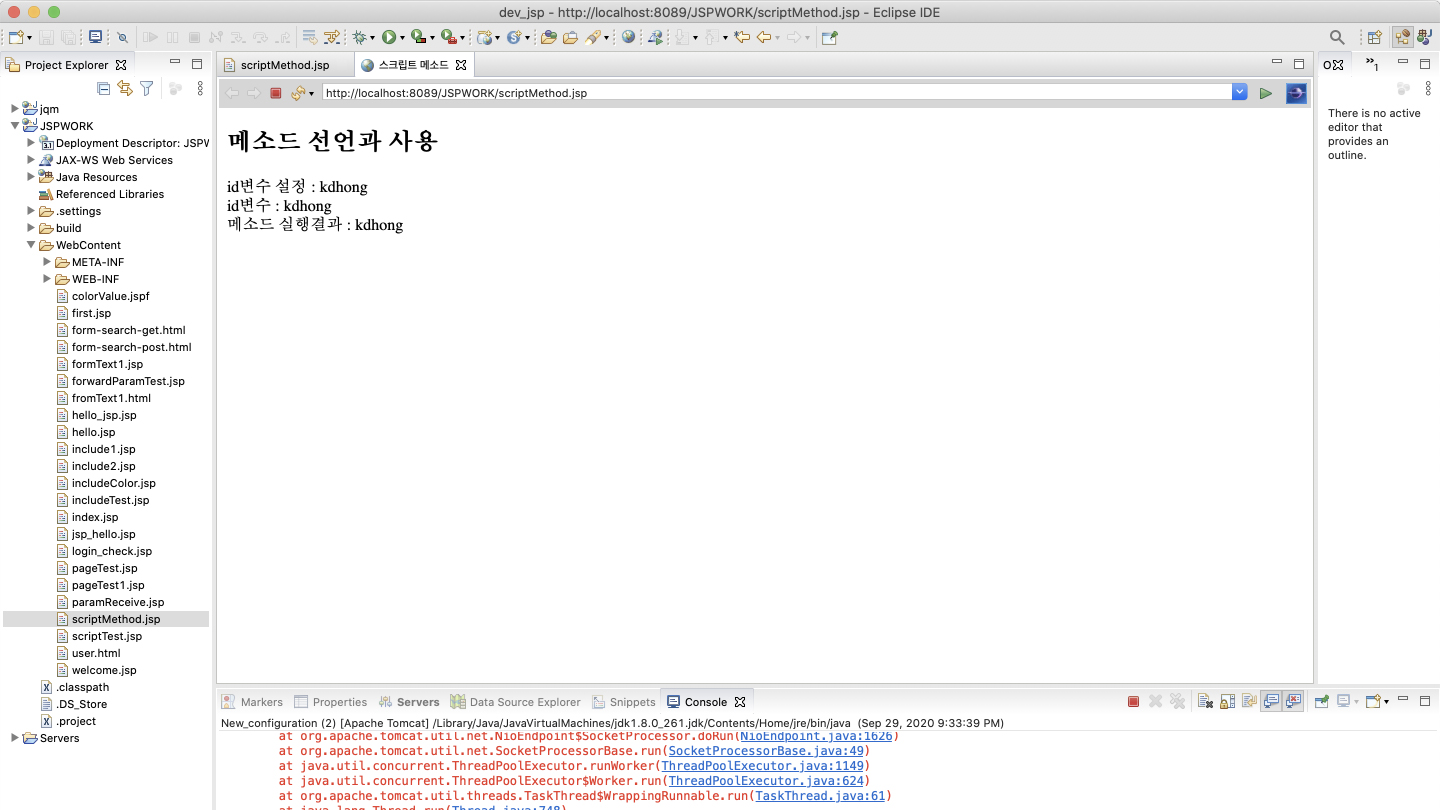 dev_jsp - http://localhost:8089/JSPWORK/scriptMethod.jsp - Eclipse IDE
Project Explorer
scriptMethod.jsp
스크립트 메소드
http://localhost:8089/JSPWORK/scriptMethod.jsp
jqm
JSPWORK
Deployment Descriptor: JSPW
JAX-WS Web Services
Java Resources
Referenced Libraries
.settings
build
WebContent
META-INF
WEB-INF
colorValue.jspf
first.jsp
form-search-get.html
form-search-post.html
formText1.jsp
forwardParamTest.jsp
fromText1.html
hello_jsp.jsp
hello.jsp
include1.jsp
include2.jsp
includeColor.jsp
includeTest.jsp
index.jsp
jsp_hello.jsp
login_check.jsp
pageTest.jsp
pageTest1.jsp
paramReceive.jsp
scriptMethod.jsp
scriptTest.jsp
user.html
welcome.jsp
.classpath
.DS_Store
.project
Servers
메소드 선언과 사용
id변수 설정 : kdhong
id변수 : kdhong
메소드 실행결과 : kdhong
There is no active
editor that
provides an
outline.
Markers
Properties
Servers
Data Source Explorer
Snippets
Console
New_configuration (2) [Apache Tomcat] /Library/Java/JavaVirtualMachines/jdk1.8.0_261.jdk/Contents/Home/jre/bin/java (Sep 29, 2020 9:33:39 PM)
at org.apache.tomcat.util.net.NioEndpoint$SocketProcessor.doRun(NioEndpoint.java:1626)
at org.apache.tomcat.util.net.SocketProcessorBase.run(SocketProcessorBase.java:49)
at java.util.concurrent.ThreadPoolExecutor.runWorker(ThreadPoolExecutor.java:1149)
at java.util.concurrent.ThreadPoolExecutor$Worker.run(ThreadPoolExecutor.java:624)
at org.apache.tomcat.util.threads.TaskThread$WrappingRunnable.run(TaskThread.java:61)
at java.lang.Thread.run(Thread.java:748)